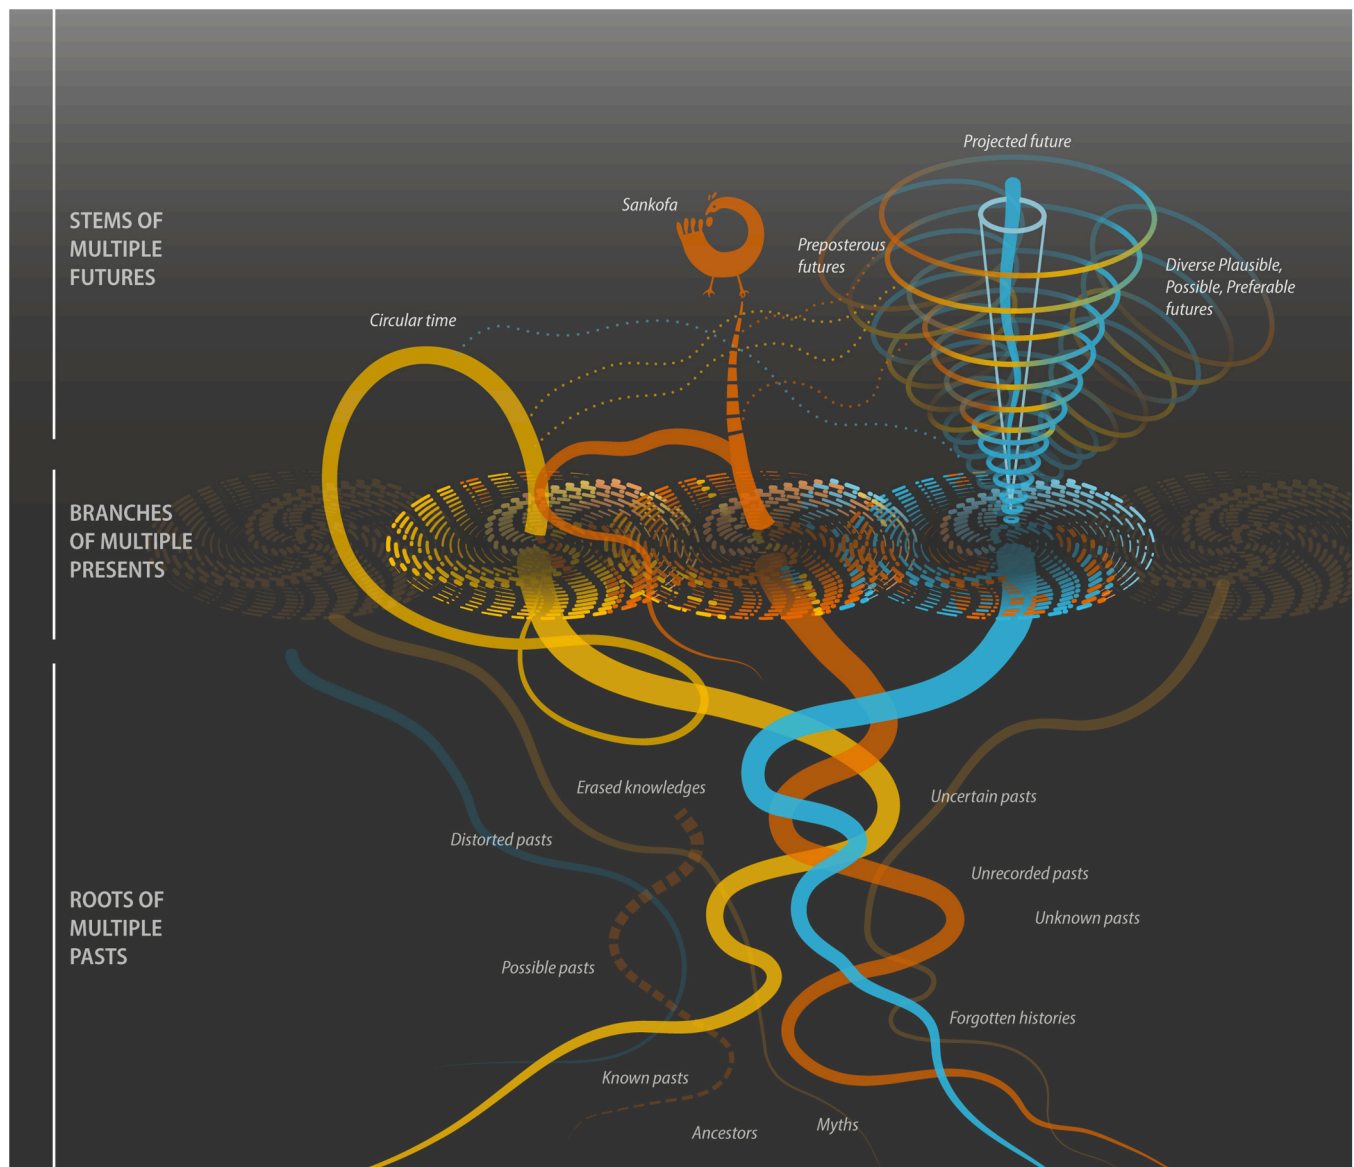 Projected future
Sankofa
STEMS OF
MULTIPLE
FUTURES
Preposterous
futures
Diverse Plausible,
Possible, Preferable
futures
Circular time
BRANCHES
OF MULTIPLE
PRESENTS
Erased knowledges
Uncertain pasts
Distorted pasts
Unrecorded pasts
ROOTS OF
MULTIPLE
PASTS
Unknown pasts
Possible pasts
Forgotten histories
Known pasts
Myths
Ancestors